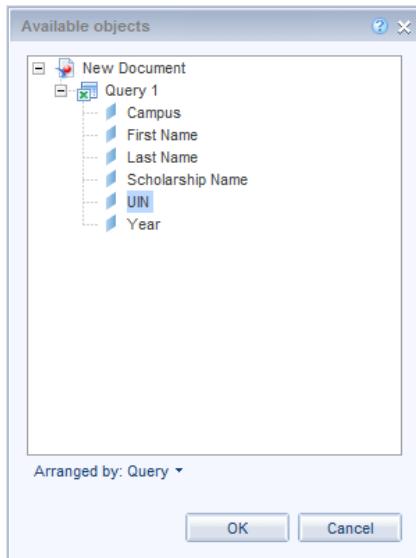 Available objects
New Document
Query 1
Campus
First Name
Last Name
Scholarship Name
UIN
Year
Arranged by: Query
OK Cancel